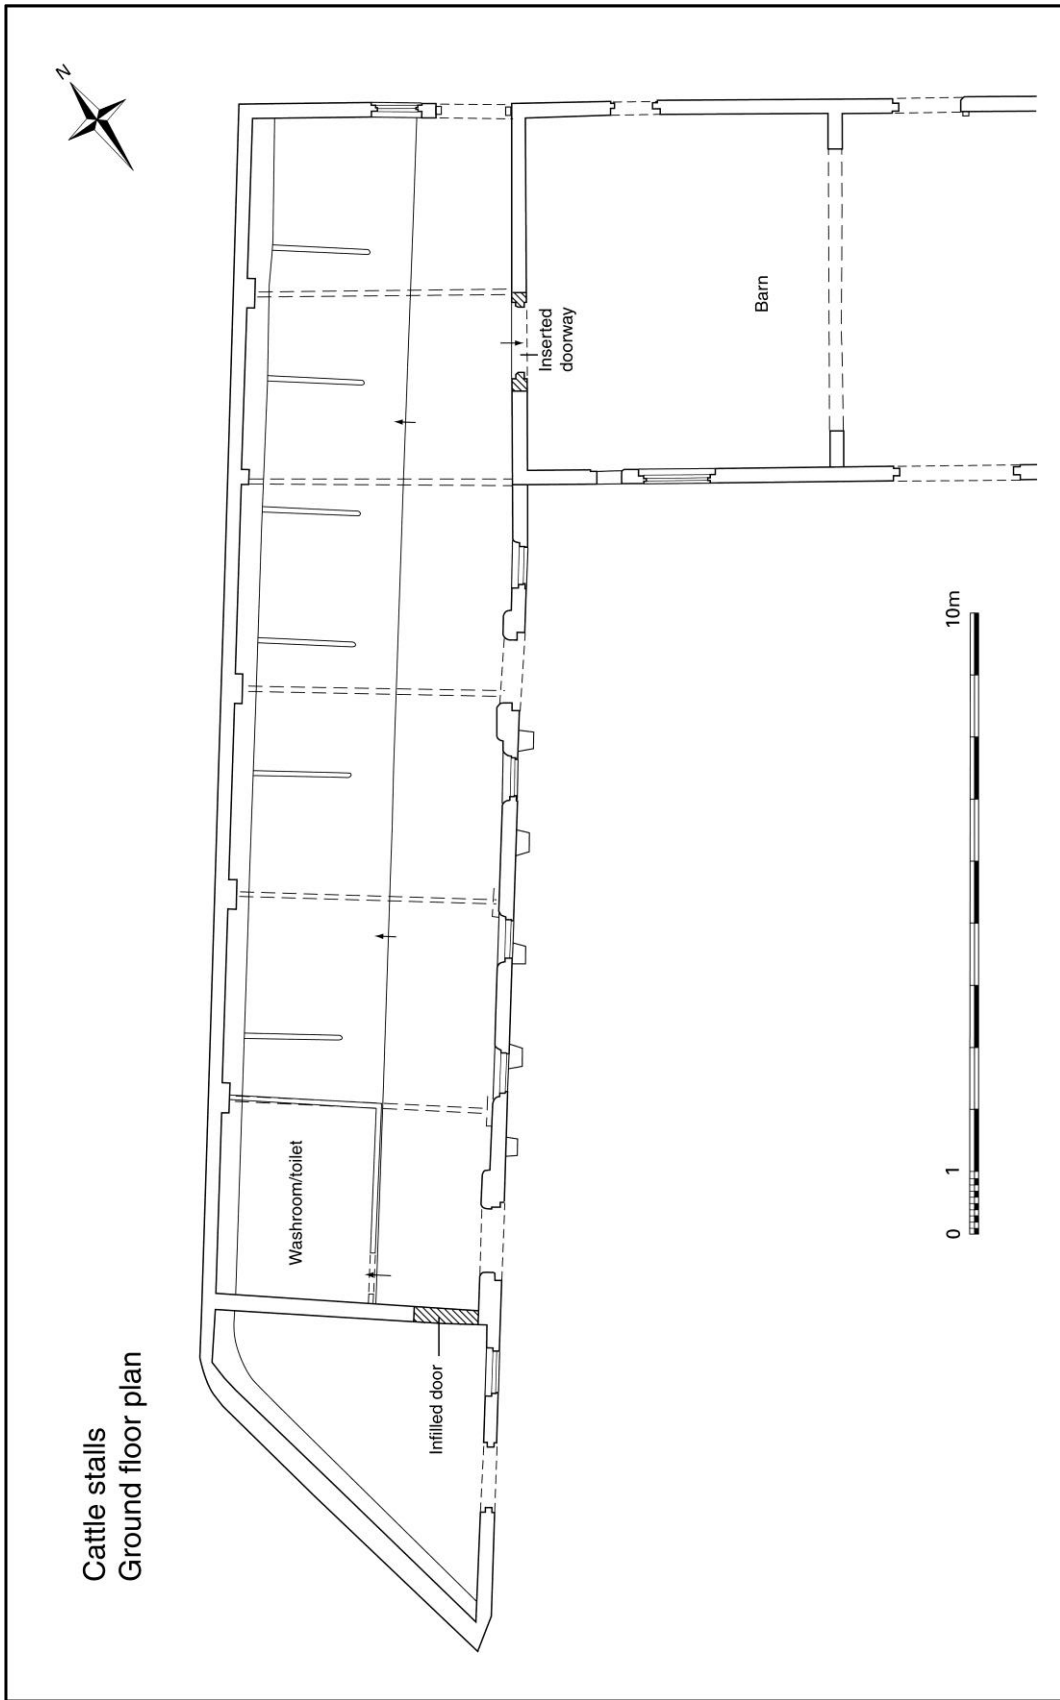 Cattle stalls
Ground floor plan
N
Washroom/toilet
Infilled door
Inserted
doorway
Barn
0
1
10m